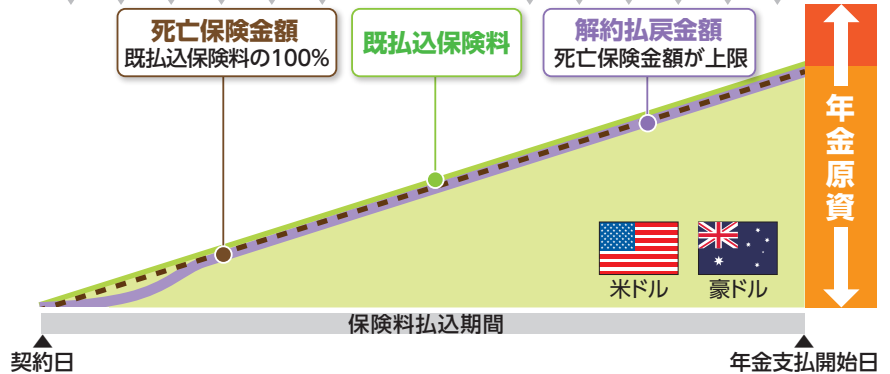 死亡保険金額
既払込保険料の100%
既払込保険料
解約払戻金額
死亡保険金額が上限
年金原資
米ドル
豪ドル
保険料払込期間
契約日
年金支払開始日